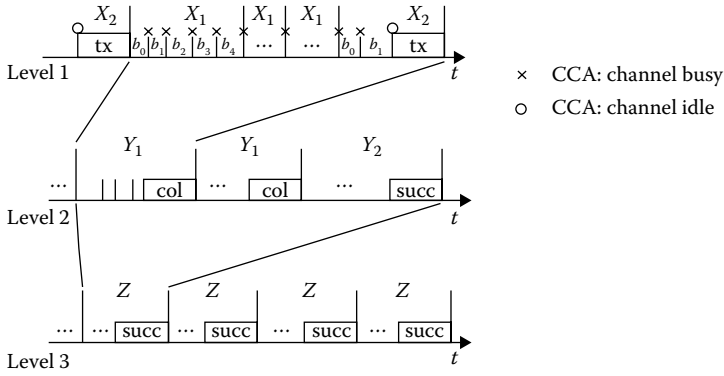 X2 X1 X1 X1 X2
tx b0 b1 b2 b3 b4 ... ... b0 b1 tx
Level 1 t
× CCA: channel busy
○ CCA: channel idle
Y1 Y1 Y2
... col ... col ... succ
Level 2 t
Z Z Z Z
... ... succ ... succ ... succ ... succ
Level 3 t